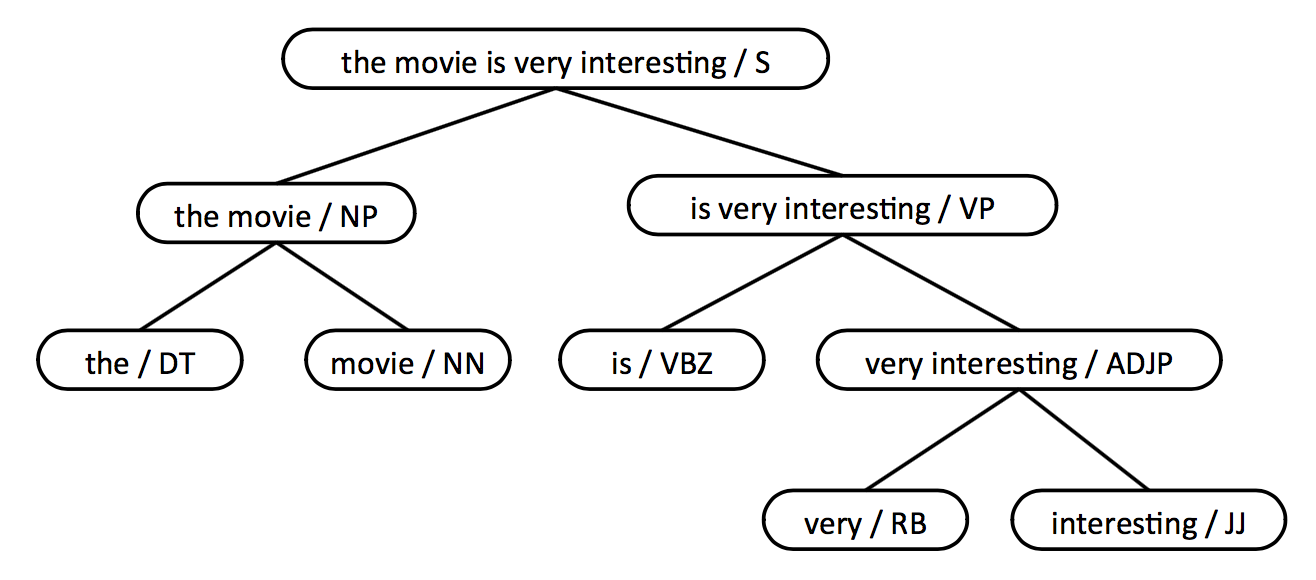 the movie is very interesting / S
the movie / NP
is very interesting / VP
the / DT
movie / NN
is / VBZ
very interesting / ADJP
very / RB
interesting / JJ